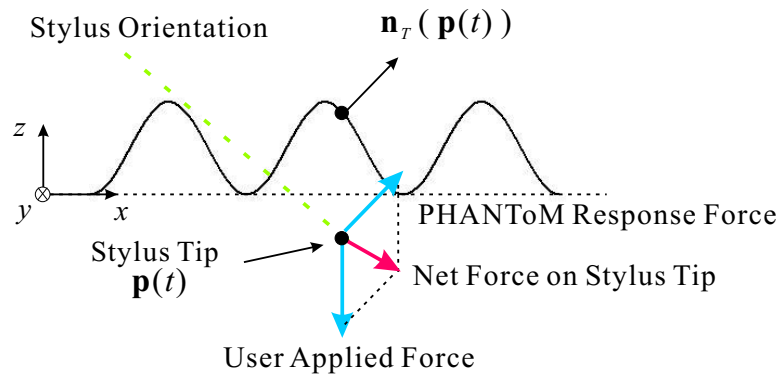 Stylus Orientation
n_T ( p(t) )
z
y
x
PHANToM Response Force
Stylus Tip
p(t)
Net Force on Stylus Tip
User Applied Force